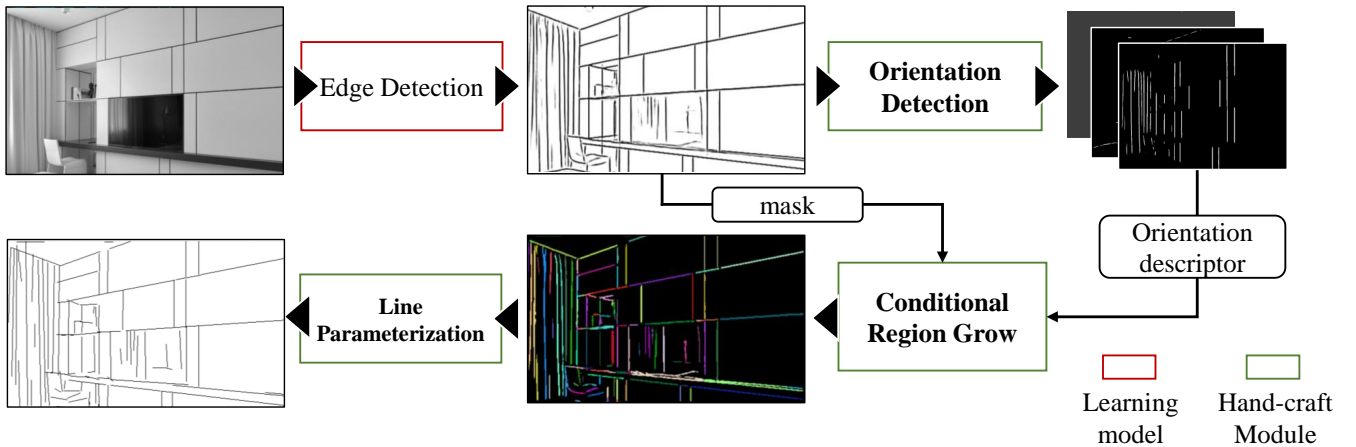 Edge Detection
Orientation
Detection
mask
Orientation
descriptor
Line
Parameterization
Conditional
Region Grow
Learning
model
Hand-craft
Module